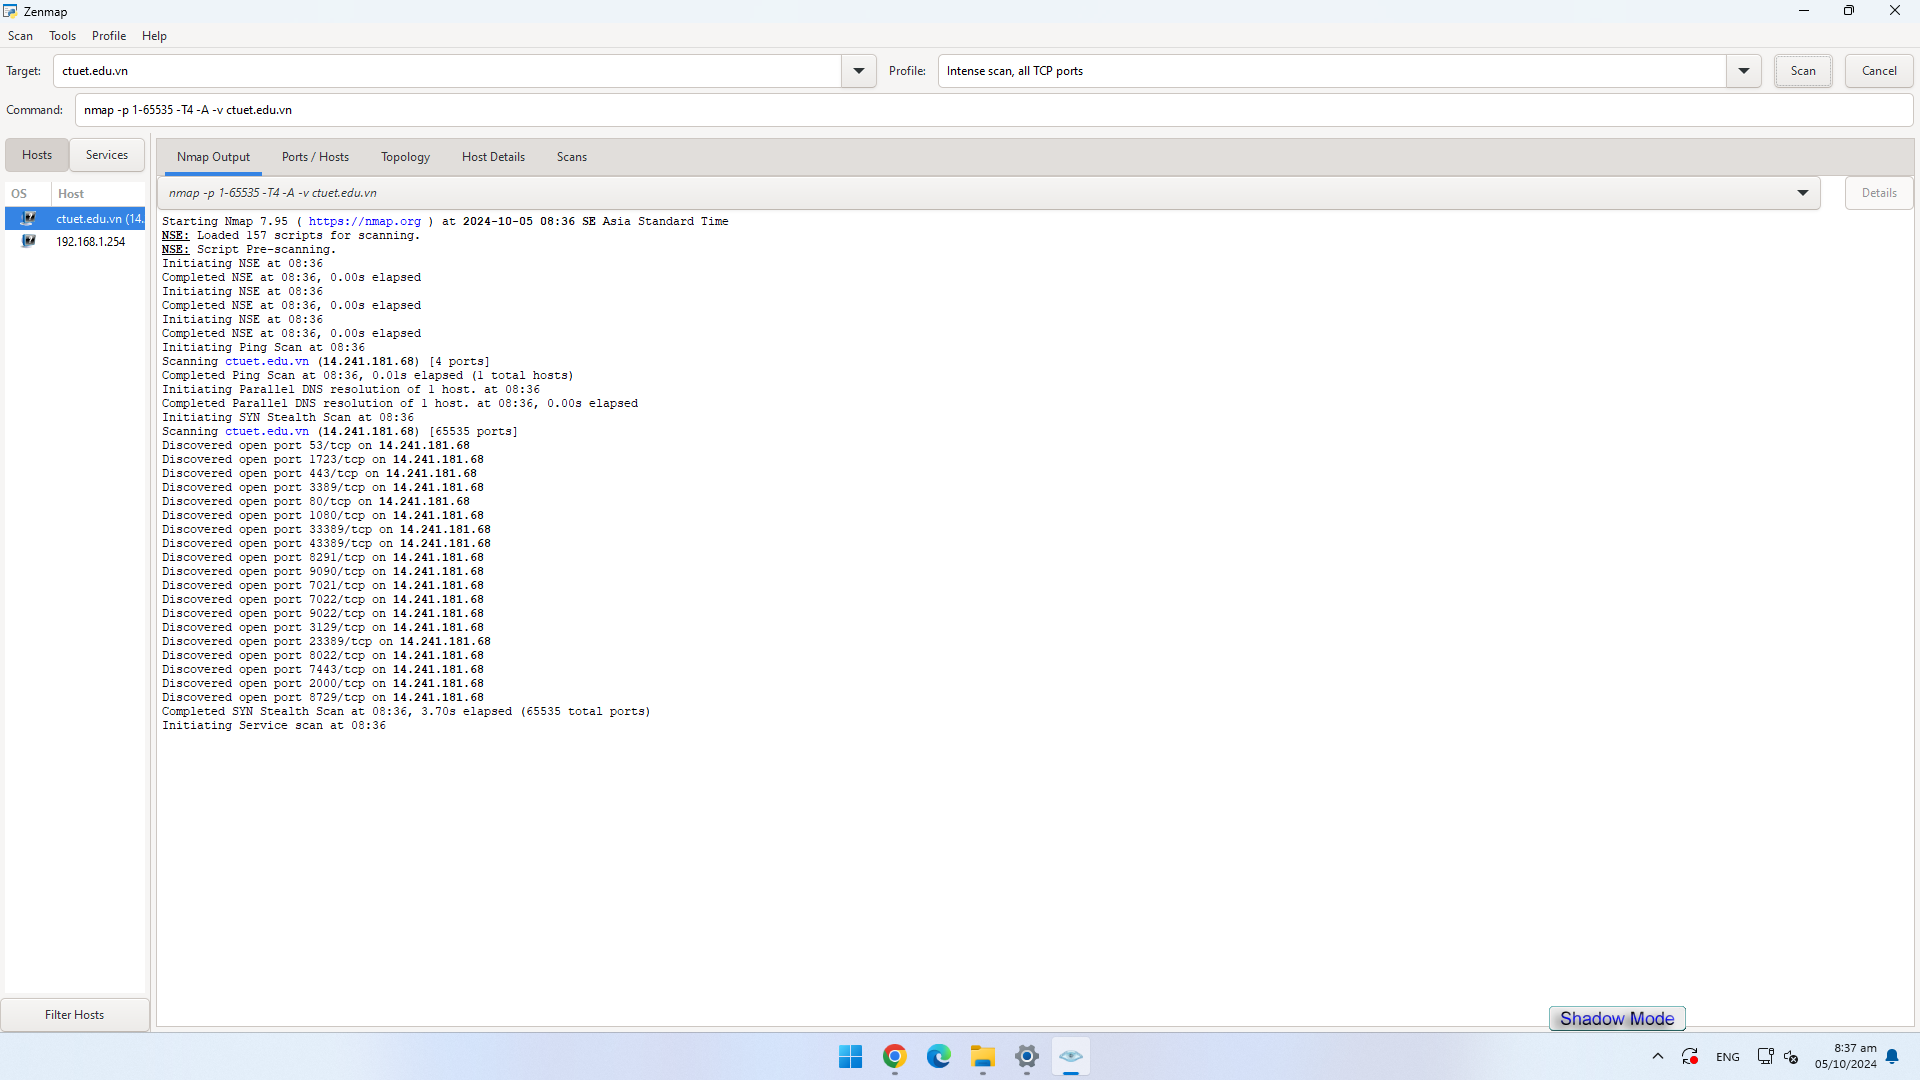 Zenmap
Scan Tools Profile Help
Target: ctuet.edu.vn Profile: Intense scan, all TCP ports Scan Cancel
Command: nmap -p 1-65535 -T4 -A -v ctuet.edu.vn
Hosts Services Nmap Output Ports / Hosts Topology Host Details Scans
OS Host
ctuet.edu.vn (14.
192.168.1.254
nmap -p 1-65535 -T4 -A -v ctuet.edu.vn Details
Starting Nmap 7.95 ( https://nmap.org ) at 2024-10-05 08:36 SE Asia Standard Time
NSE: Loaded 157 scripts for scanning.
NSE: Script Pre-scanning.
Initiating NSE at 08:36
Completed NSE at 08:36, 0.00s elapsed
Initiating NSE at 08:36
Completed NSE at 08:36, 0.00s elapsed
Initiating NSE at 08:36
Completed NSE at 08:36, 0.00s elapsed
Initiating Ping Scan at 08:36
Scanning ctuet.edu.vn (14.241.181.68) [4 ports]
Completed Ping Scan at 08:36, 0.01s elapsed (1 total hosts)
Initiating Parallel DNS resolution of 1 host. at 08:36
Completed Parallel DNS resolution of 1 host. at 08:36, 0.00s elapsed
Initiating SYN Stealth Scan at 08:36
Scanning ctuet.edu.vn (14.241.181.68) [65535 ports]
Discovered open port 53/tcp on 14.241.181.68
Discovered open port 1723/tcp on 14.241.181.68
Discovered open port 443/tcp on 14.241.181.68
Discovered open port 3389/tcp on 14.241.181.68
Discovered open port 80/tcp on 14.241.181.68
Discovered open port 1080/tcp on 14.241.181.68
Discovered open port 33389/tcp on 14.241.181.68
Discovered open port 43389/tcp on 14.241.181.68
Discovered open port 8291/tcp on 14.241.181.68
Discovered open port 9090/tcp on 14.241.181.68
Discovered open port 7021/tcp on 14.241.181.68
Discovered open port 7022/tcp on 14.241.181.68
Discovered open port 9022/tcp on 14.241.181.68
Discovered open port 3129/tcp on 14.241.181.68
Discovered open port 23389/tcp on 14.241.181.68
Discovered open port 8022/tcp on 14.241.181.68
Discovered open port 7443/tcp on 14.241.181.68
Discovered open port 2000/tcp on 14.241.181.68
Discovered open port 8729/tcp on 14.241.181.68
Completed SYN Stealth Scan at 08:36, 3.70s elapsed (65535 total ports)
Initiating Service scan at 08:36
Filter Hosts
Shadow Mode
ENG
8:37 am
05/10/2024